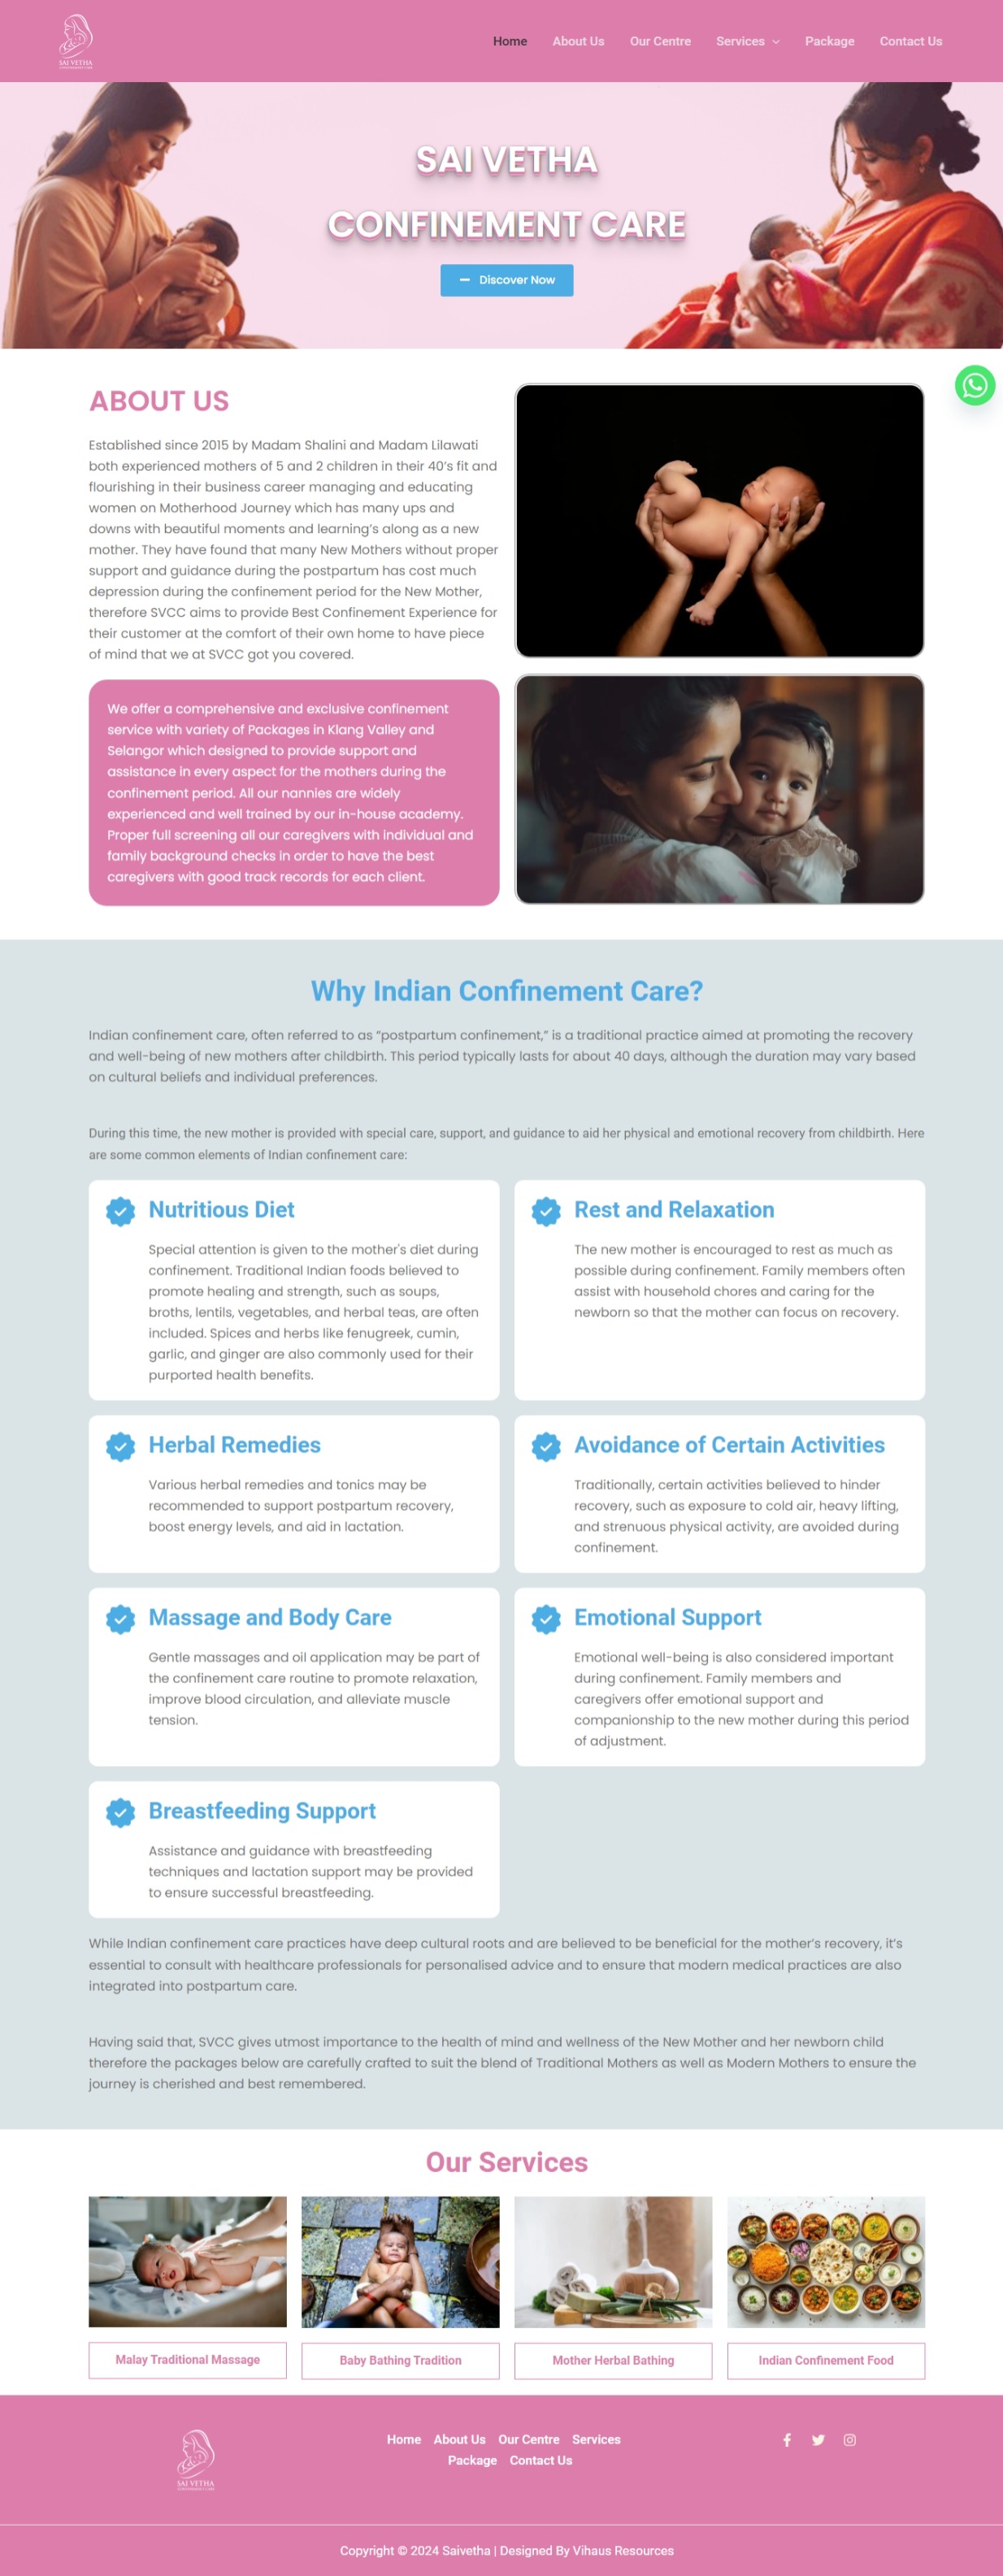 SAI VETHA
Home
About Us
Our Centre
Services
Package
Contact Us
SAI VETHA
CONFINEMENT CARE
Discover Now
ABOUT US
Established since 2015 by Madam Shalini and Madam Lilawati
both experienced mothers of 5 and 2 children in their 40's fit and
flourishing in their business career managing and educating
women on Motherhood Journey which has many ups and
downs with beautiful moments and learning's along as a new
mother. They have found that many New Mothers without proper
support and guidance during the postpartum has cost much
depression during the confinement period for the New Mother,
therefore SVCC aims to provide Best Confinement Experience for
their customer at the comfort of their own home to have piece
of mind that we at SVCC got you covered.
We offer a comprehensive and exclusive confinement
service with variety of Packages in Klang Valley and
Selangor which designed to provide support and
assistance in every aspect for the mothers during the
confinement period. All our nannies are widely
experienced and well trained by our in-house academy.
Proper full screening all our caregivers with individual and
family background checks in order to have the best
caregivers with good track records for each client.
Why Indian Confinement Care?
Indian confinement care, often referred to as “postpartum confinement,” is a traditional practice aimed at promoting the recovery
and well-being of new mothers after childbirth. This period typically lasts for about 40 days, although the duration may vary based
on cultural beliefs and individual preferences.
During this time, the new mother is provided with special care, support, and guidance to aid her physical and emotional recovery from childbirth. Here
are some common elements of Indian confinement care:
Nutritious Diet
Special attention is given to the mother's diet during
confinement. Traditional Indian foods believed to
promote healing and strength, such as soups,
broths, lentils, vegetables, and herbal teas, are often
included. Spices and herbs like fenugreek, cumin,
garlic, and ginger are also commonly used for their
purported health benefits.
Rest and Relaxation
The new mother is encouraged to rest as much as
possible during confinement. Family members often
assist with household chores and caring for the
newborn so that the mother can focus on recovery.
Herbal Remedies
Various herbal remedies and tonics may be
recommended to support postpartum recovery,
boost energy levels, and aid in lactation.
Avoidance of Certain Activities
Traditionally, certain activities believed to hinder
recovery, such as exposure to cold air, heavy lifting,
and strenuous physical activity, are avoided during
confinement.
Massage and Body Care
Gentle massages and oil application may be part of
the confinement care routine to promote relaxation,
improve blood circulation, and alleviate muscle
tension.
Emotional Support
Emotional well-being is also considered important
during confinement. Family members and
caregivers offer emotional support and
companionship to the new mother during this period
of adjustment.
Breastfeeding Support
Assistance and guidance with breastfeeding
techniques and lactation support may be provided
to ensure successful breastfeeding.
While Indian confinement care practices have deep cultural roots and are believed to be beneficial for the mother's recovery, it's
essential to consult with healthcare professionals for personalised advice and to ensure that modern medical practices are also
integrated into postpartum care.
Having said that, SVCC gives utmost importance to the health of mind and wellness of the New Mother and her newborn child
therefore the packages below are carefully crafted to suit the blend of Traditional Mothers as well as Modern Mothers to ensure the
journey is cherished and best remembered.
Our Services
Malay Traditional Massage
Baby Bathing Tradition
Mother Herbal Bathing
Indian Confinement Food
SAI VETHA
Home About Us Our Centre Services
Package Contact Us
Copyright © 2024 Saivetha | Designed By Vihaus Resources